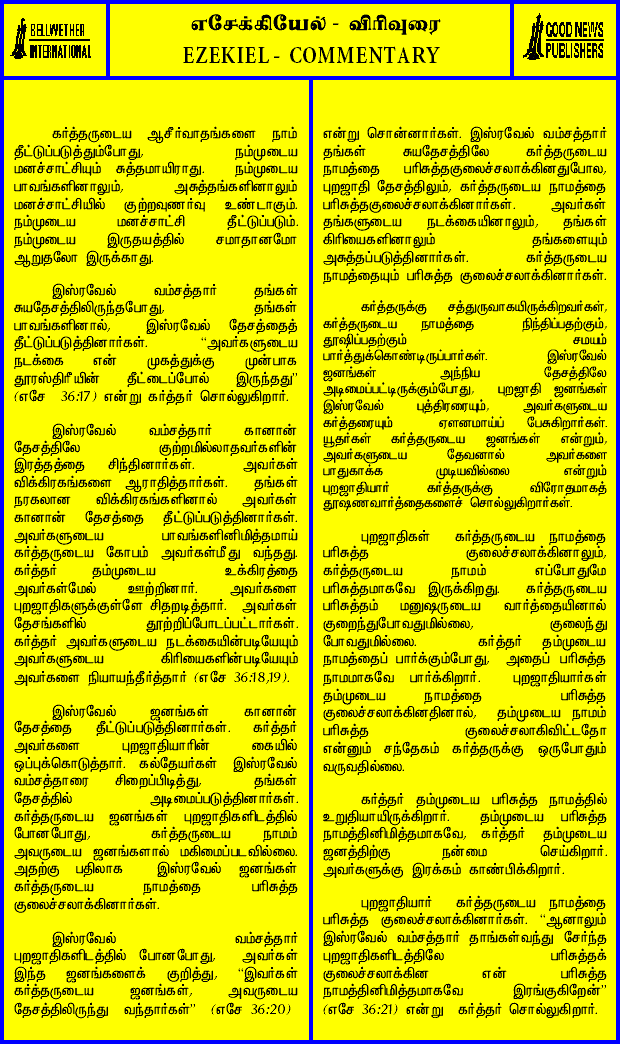 BELLWETHER
INTERNATIONAL
எசேக்கியேல் - விரிவுரை
EZEKIEL - COMMENTARY
GOOD NEWS
PUBLISHERS
கர்த்தருடைய ஆசீர்வாதங்களை நாம்
தீட்டுப்படுத்தும்போது, நம்முடைய
மனச்சாட்சியும் சுத்தமாயிராது. நம்முடைய
பாவங்களினாலும், அசுத்தங்களினாலும்
மனச்சாட்சியில் குற்றவுணர்வு உண்டாகும்.
நம்முடைய மனச்சாட்சி தீட்டுப்படும்.
நம்முடைய இருதயத்தில் சமாதானமோ
ஆறுதலோ இருக்காது.
இஸ்ரவேல் வம்சத்தார் தங்கள்
சுயதேசத்திலிருந்தபோது, தங்கள்
பாவங்களினால், இஸ்ரவேல் தேசத்தைத்
தீட்டுப்படுத்தினார்கள். “அவர்களுடைய
நடக்கை என் முகத்துக்கு முன்பாக
தூரஸ்திரீயின் தீட்டைப்போல் இருந்தது”
(எசே 36:17) என்று கர்த்தர் சொல்லுகிறார்.
இஸ்ரவேல் வம்சத்தார் கானான்
தேசத்திலே குற்றமில்லாதவர்களின்
இரத்தத்தை சிந்தினார்கள். அவர்கள்
விக்கிரகங்களை ஆராதித்தார்கள். தங்கள்
நரகலான விக்கிரகங்களினால் அவர்கள்
கானான் தேசத்தை தீட்டுப்படுத்தினார்கள்.
அவர்களுடைய பாவங்களினிமித்தமாய்
கர்த்தருடைய கோபம் அவர்கள்மீது வந்தது.
கர்த்தர் தம்முடைய உக்கிரத்தை
அவர்கள்மேல் ஊற்றினார். அவர்களை
புறஜாதிகளுக்குள்ளே சிதறடித்தார். அவர்கள்
தேசங்களில் தூற்றிப்போடப்பட்டார்கள்.
கர்த்தர் அவர்களுடைய நடக்கையின்படியேயும்
அவர்களுடைய கிரியைகளின்படியேயும்
அவர்களை நியாயந்தீர்த்தார் (எசே 36:18,19).
இஸ்ரவேல் ஜனங்கள் கானான்
தேசத்தை தீட்டுப்படுத்தினார்கள். கர்த்தர்
அவர்களை புறஜாதியாரின் கையில்
ஒப்புக்கொடுத்தார். கல்தேயர்கள் இஸ்ரவேல்
வம்சத்தாரை சிறைப்பிடித்து, தங்கள்
தேசத்தில் அடிமைப்படுத்தினார்கள்.
கர்த்தருடைய ஜனங்கள் புறஜாதிகளிடத்தில்
போனபோது, கர்த்தருடைய நாமம்
அவருடைய ஜனங்களால் மகிமைப்படவில்லை.
அதற்கு பதிலாக இஸ்ரவேல் ஜனங்கள்
கர்த்தருடைய நாமத்தை பரிசுத்த
குலைச்சலாக்கினார்கள்.
இஸ்ரவேல் வம்சத்தார்
புறஜாதிகளிடத்தில் போனபோது, அவர்கள்
இந்த ஜனங்களைக் குறித்து, “இவர்கள்
கர்த்தருடைய ஜனங்கள், அவருடைய
தேசத்திலிருந்து வந்தார்கள்” (எசே 36:20)
என்று சொன்னார்கள். இஸ்ரவேல் வம்சத்தார்
தங்கள் சுயதேசத்திலே கர்த்தருடைய
நாமத்தை பரிசுத்தகுலைச்சலாக்கினதுபோல,
புறஜாதி தேசத்திலும், கர்த்தருடைய நாமத்தை
பரிசுத்தகுலைச்சலாக்கினார்கள். அவர்கள்
தங்களுடைய நடக்கையினாலும், தங்கள்
கிரியைகளினாலும் தங்களையும்
அசுத்தப்படுத்தினார்கள். கர்த்தருடைய
நாமத்தையும் பரிசுத்த குலைச்சலாக்கினார்கள்.
கர்த்தருக்கு சத்துருவாகயிருக்கிறவர்கள்,
கர்த்தருடைய நாமத்தை நிந்திப்பதற்கும்,
தூஷிப்பதற்கும் சமயம்
பார்த்துக்கொண்டிருப்பார்கள். இஸ்ரவேல்
ஜனங்கள் அந்நிய தேசத்திலே
அடிமைப்பட்டிருக்கும்போது, புறஜாதி ஜனங்கள்
இஸ்ரவேல் புத்திரரையும், அவர்களுடைய
கர்த்தரையும் ஏளனமாய்ப் பேசுகிறார்கள்.
யூதர்கள் கர்த்தருடைய ஜனங்கள் என்றும்,
அவர்களுடைய தேவனால் அவர்களை
பாதுகாக்க முடியவில்லை என்றும்
புறஜாதியார் கர்த்தருக்கு விரோதமாகத்
தூஷணவார்த்தைகளைச் சொல்லுகிறார்கள்.
புறஜாதிகள் கர்த்தருடைய நாமத்தை
பரிசுத்த குலைச்சலாக்கினாலும்,
கர்த்தருடைய நாமம் எப்போதுமே
பரிசுத்தமாகவே இருக்கிறது. கர்த்தருடைய
பரிசுத்தம் மனுஷருடைய வார்த்தையினால்
குறைந்துபோவதுமில்லை, குலைந்து
போவதுமில்லை. கர்த்தர் தம்முடைய
நாமத்தைப் பார்க்கும்போது, அதைப் பரிசுத்த
நாமமாகவே பார்க்கிறார். புறஜாதியார்கள்
தம்முடைய நாமத்தை பரிசுத்த
குலைச்சலாக்கினதினால், தம்முடைய நாமம்
பரிசுத்த குலைச்சலாகிவிட்டதோ
என்னும் சந்தேகம் கர்த்தருக்கு ஒருபோதும்
வருவதில்லை.
கர்த்தர் தம்முடைய பரிசுத்த நாமத்தில்
உறுதியாயிருக்கிறார். தம்முடைய பரிசுத்த
நாமத்தினிமித்தமாகவே, கர்த்தர் தம்முடைய
ஜனத்திற்கு நன்மை செய்கிறார்.
அவர்களுக்கு இரக்கம் காண்பிக்கிறார்.
புறஜாதியார் கர்த்தருடைய நாமத்தை
பரிசுத்த குலைச்சலாக்கினார்கள். “ஆனாலும்
இஸ்ரவேல் வம்சத்தார் தாங்கள்வந்து சேர்ந்த
புறஜாதிகளிடத்திலே பரிசுத்தக்
குலைச்சலாக்கின என் பரிசுத்த
நாமத்தினிமித்தமாகவே இரங்குகிறேன்”
(எசே 36:21) என்று கர்த்தர் சொல்லுகிறார்.